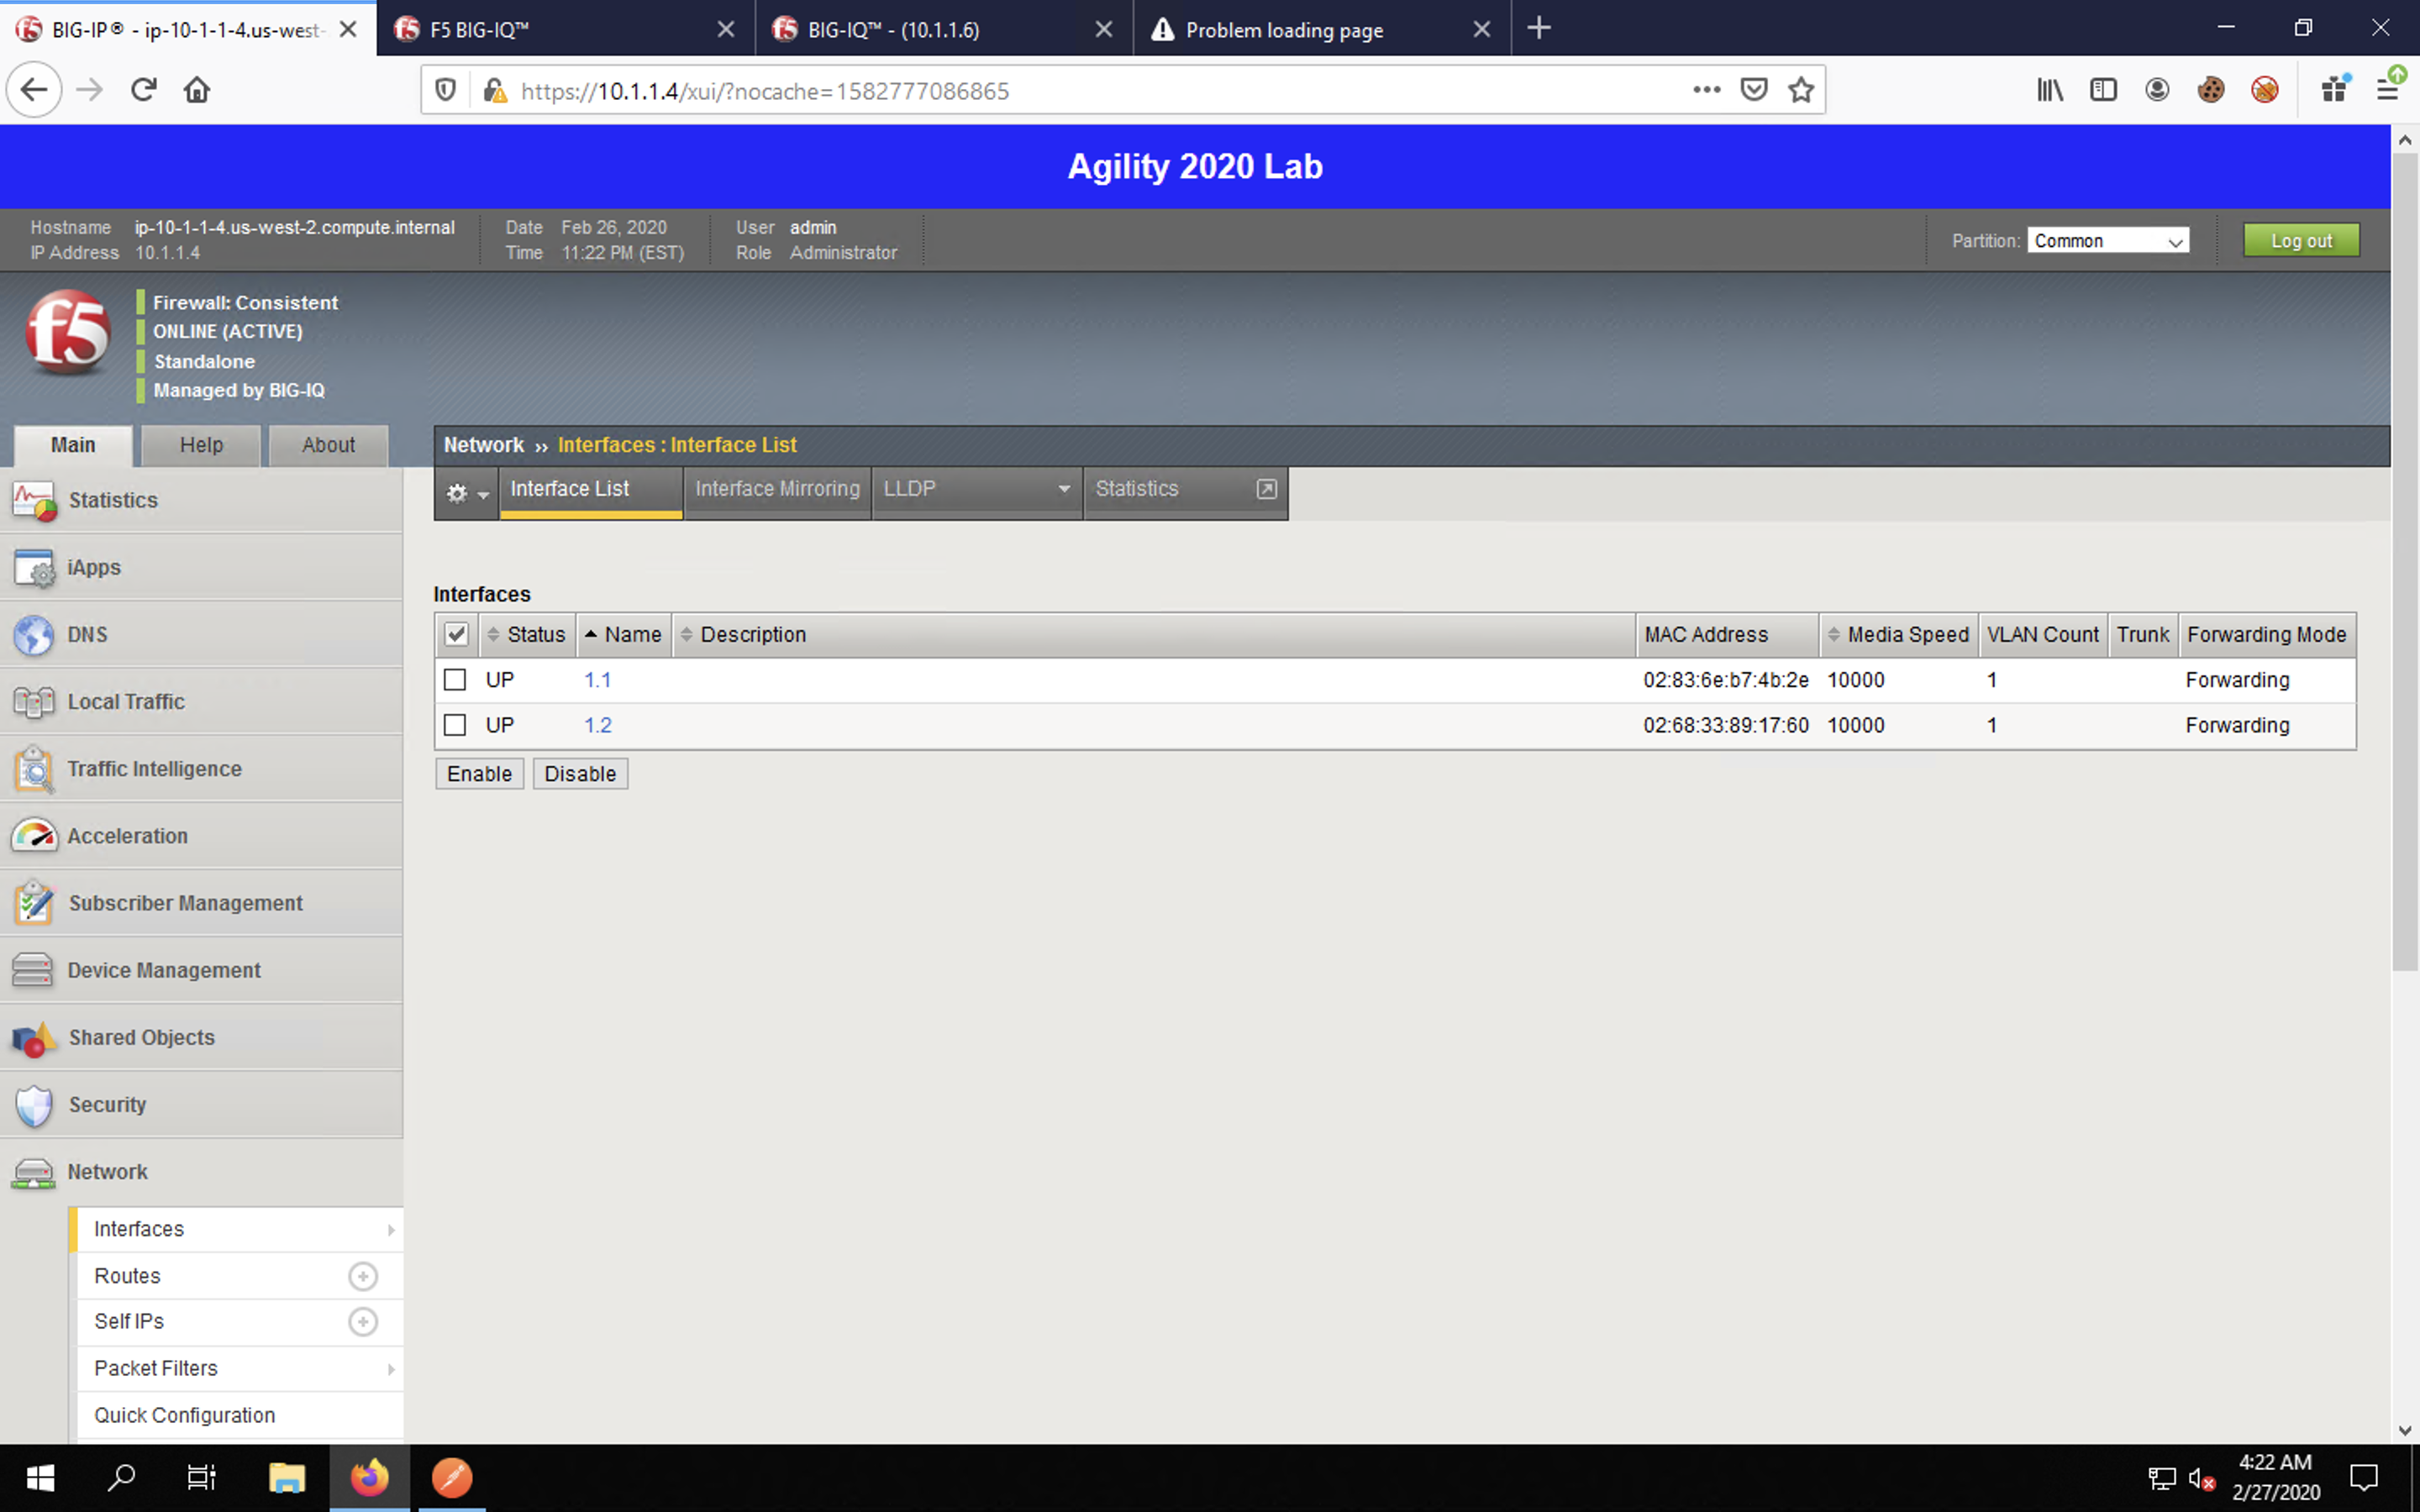 BIG-IP® - ip-10-1-1-4.us-west-
F5 BIG-IQ™
BIG-IQ™ - (10.1.1.6)
Problem loading page
https://10.1.1.4/xui/?nocache=1582777086865
Agility 2020 Lab
Hostname ip-10-1-1-4.us-west-2.compute.internal
IP Address 10.1.1.4
Date Feb 26, 2020
Time 11:22 PM (EST)
User admin
Role Administrator
Partition: Common
Log out
f5
Firewall: Consistent
ONLINE (ACTIVE)
Standalone
Managed by BIG-IQ
Main Help About
Network ›› Interfaces : Interface List
Interface List Interface Mirroring LLDP Statistics
Statistics
iApps
DNS
Local Traffic
Traffic Intelligence
Acceleration
Subscriber Management
Device Management
Shared Objects
Security
Network
Interfaces
Routes
Self IPs
Packet Filters
Quick Configuration
Interfaces
Status Name Description MAC Address Media Speed VLAN Count Trunk Forwarding Mode
UP 1.1 02:83:6e:b7:4b:2e 10000 1 Forwarding
UP 1.2 02:68:33:89:17:60 10000 1 Forwarding
Enable Disable
4:22 AM
2/27/2020